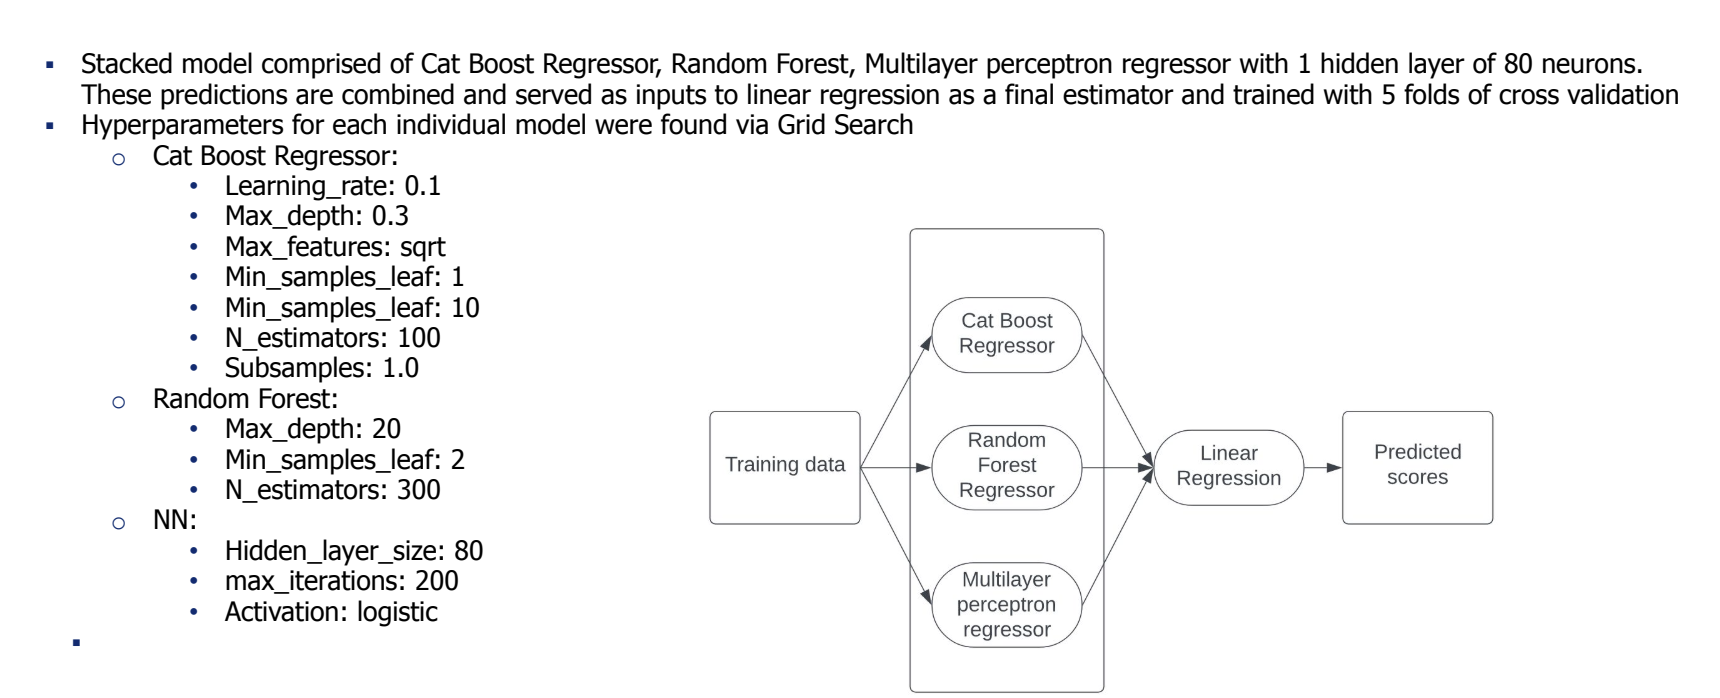 Stacked model comprised of Cat Boost Regressor, Random Forest, Multilayer perceptron regressor with 1 hidden layer of 80 neurons.
These predictions are combined and served as inputs to linear regression as a final estimator and trained with 5 folds of cross validation
Hyperparameters for each individual model were found via Grid Search
Cat Boost Regressor:
Learning_rate: 0.1
Max_depth: 0.3
Max_features: sqrt
Min_samples_leaf: 1
Min_samples_leaf: 10
N_estimators: 100
Subsamples: 1.0
Random Forest:
Max_depth: 20
Min_samples_leaf: 2
N_estimators: 300
NN:
Hidden_layer_size: 80
max_iterations: 200
Activation: logistic
Training data
Cat Boost
Regressor
Random
Forest
Regressor
Multilayer
perceptron
regressor
Linear
Regression
Predicted
scores